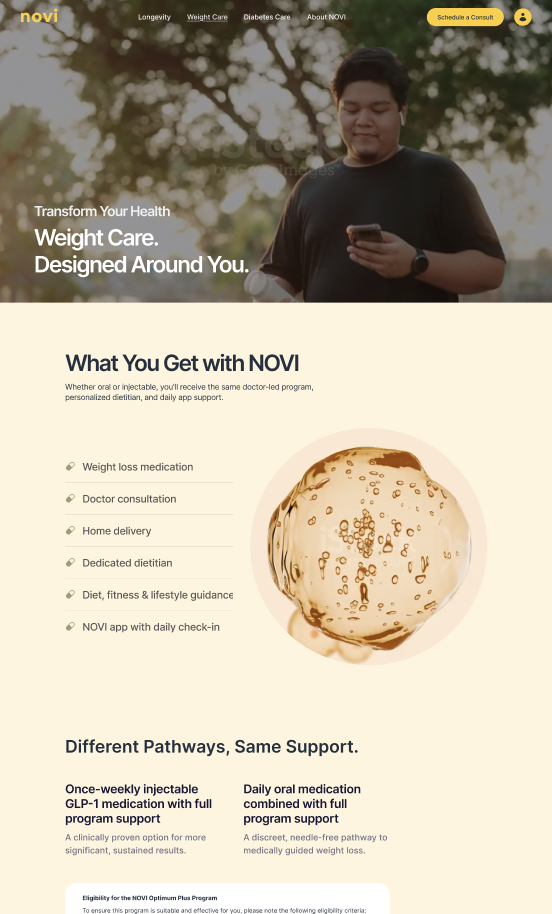 novi
Longevity
Weight Care
Diabetes Care
About NOVI
Schedule a Consult
by Getty Images
Transform Your Health
Weight Care.
Designed Around You.
What You Get with NOVI
Whether oral or injectable, you'll receive the same doctor-led program,
personalized dietitian, and daily app support.
Weight loss medication
Doctor consultation
Home delivery
Dedicated dietitian
Diet, fitness & lifestyle guidance
NOVI app with daily check-in
Different Pathways, Same Support.
Once-weekly injectable
GLP-1 medication with full
program support
A clinically proven option for more
significant, sustained results.
Daily oral medication
combined with full
program support
A discreet, needle-free pathway to
medically guided weight loss.
Eligibility for the NOVI Optimum Plus Program
To ensure this program is suitable and effective for you, please note the following eligibility criteria: